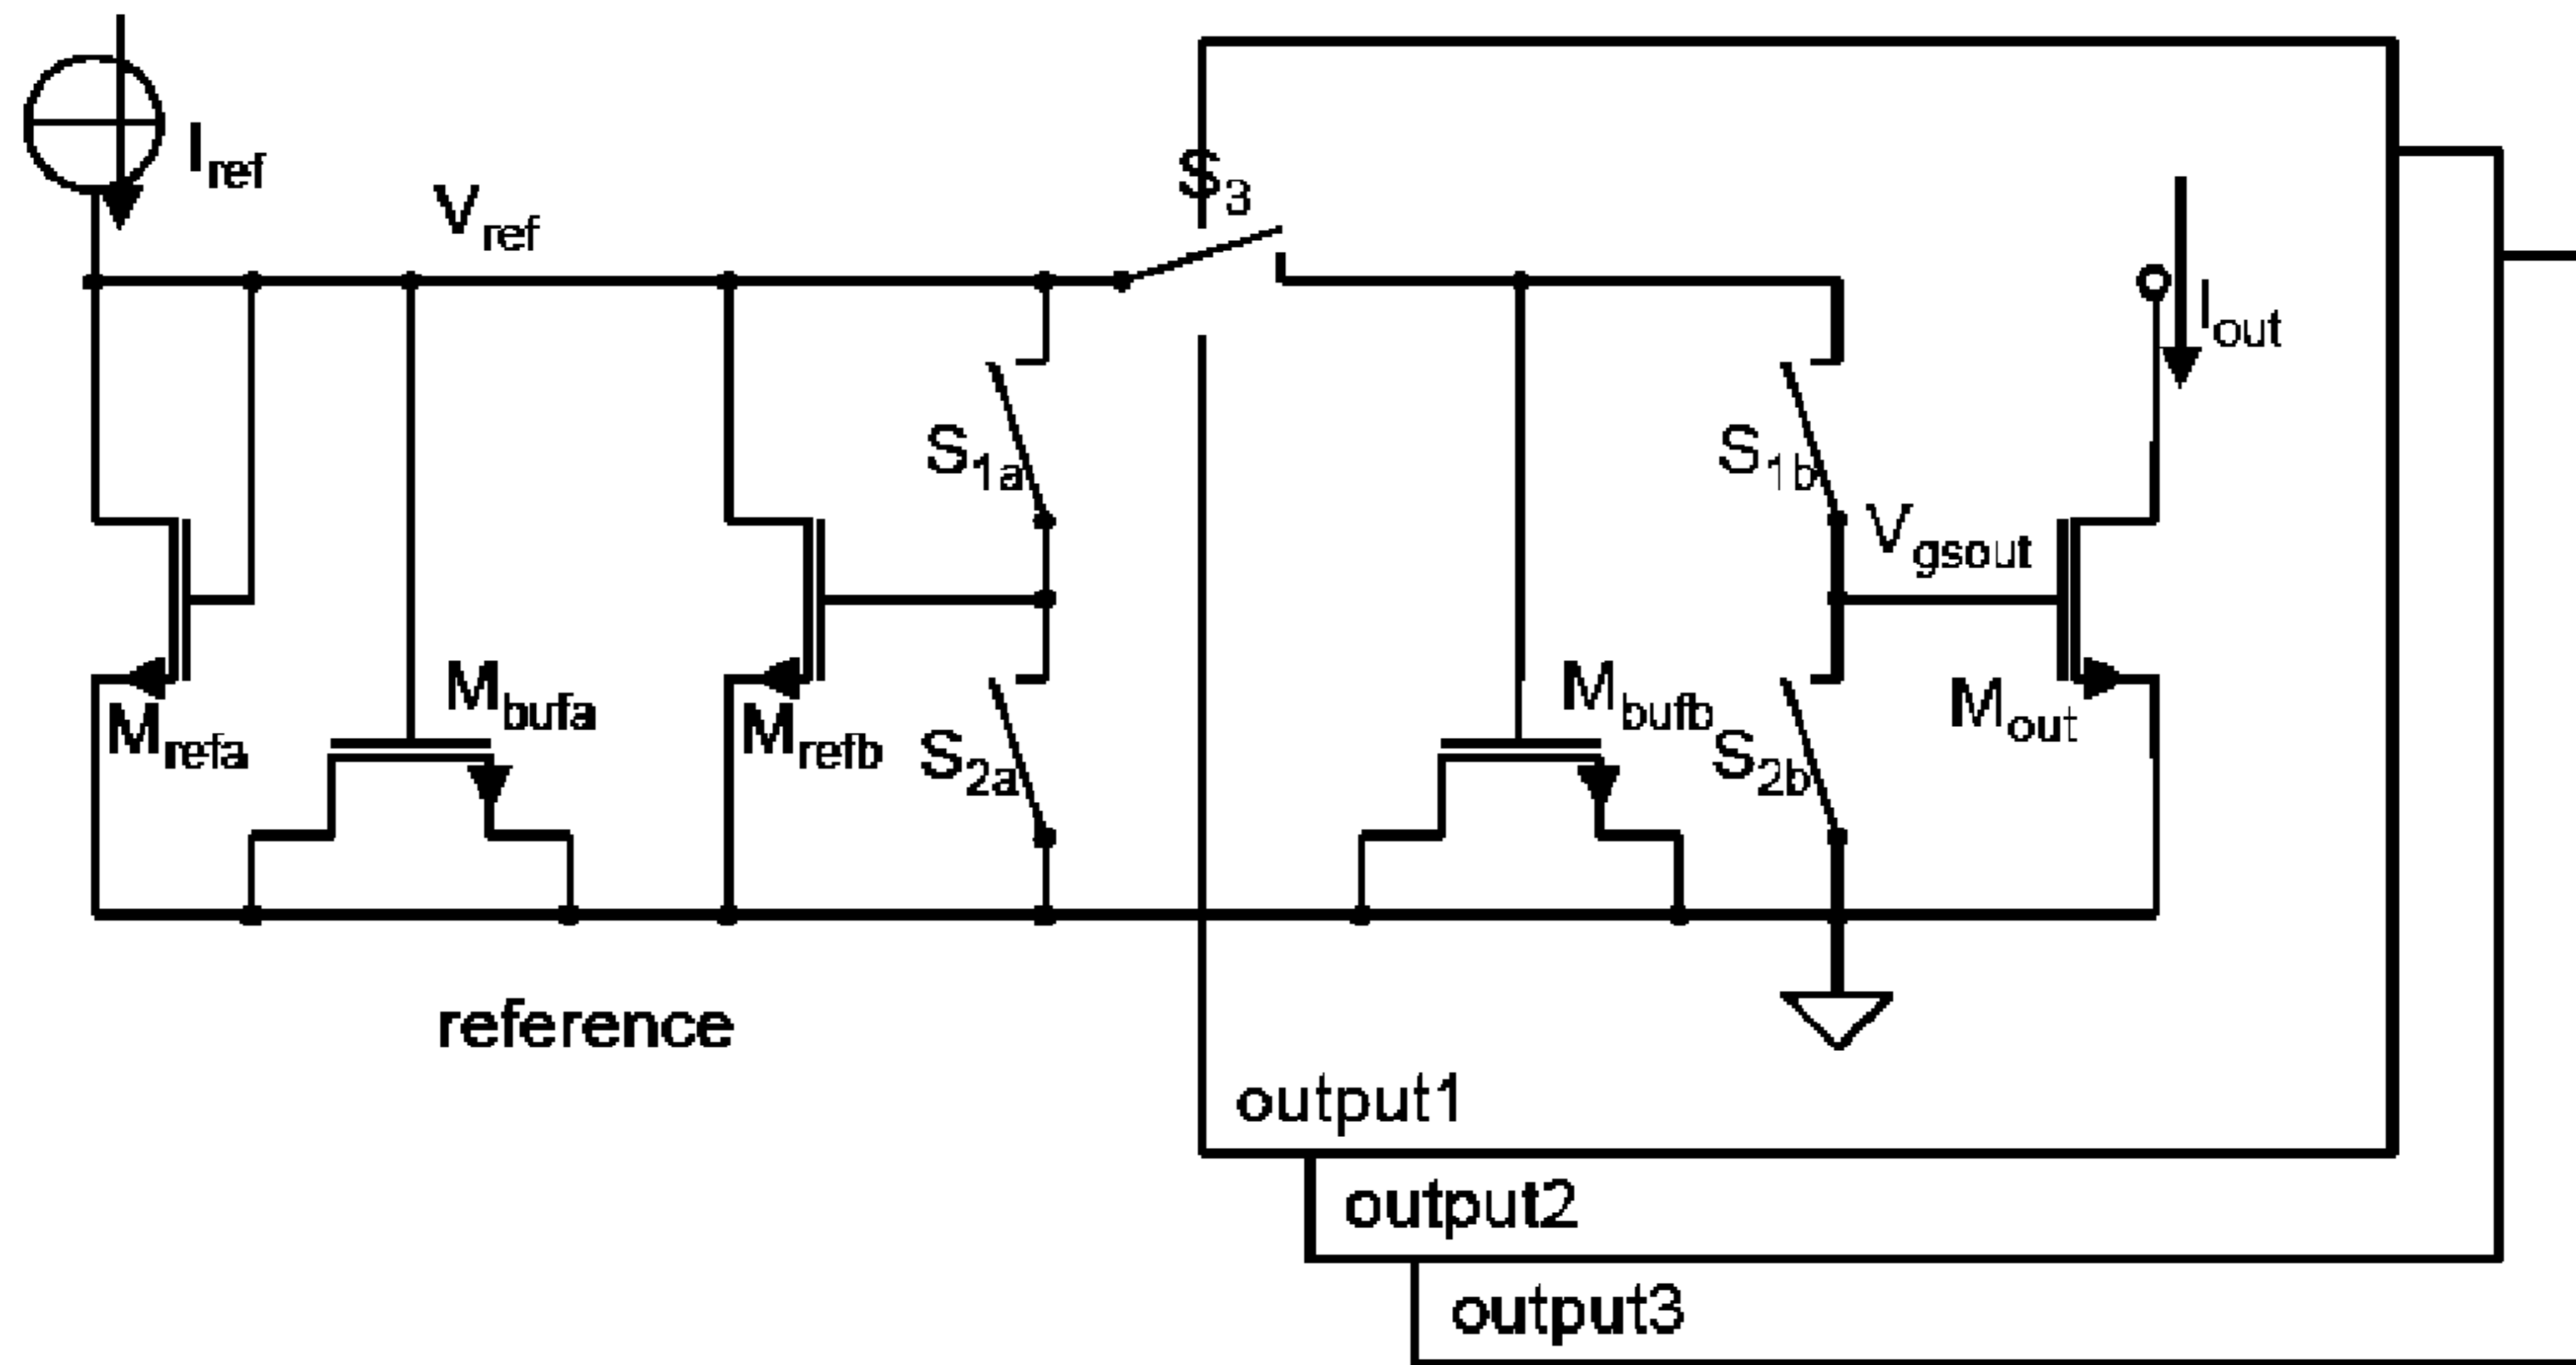 I_ref
V_ref
S_3
I_out
S_1a
S_1b
V_gsout
M_refa
M_bufa
M_refb
S_2a
M_bufb
S_2b
M_out
reference
output1
output2
output3